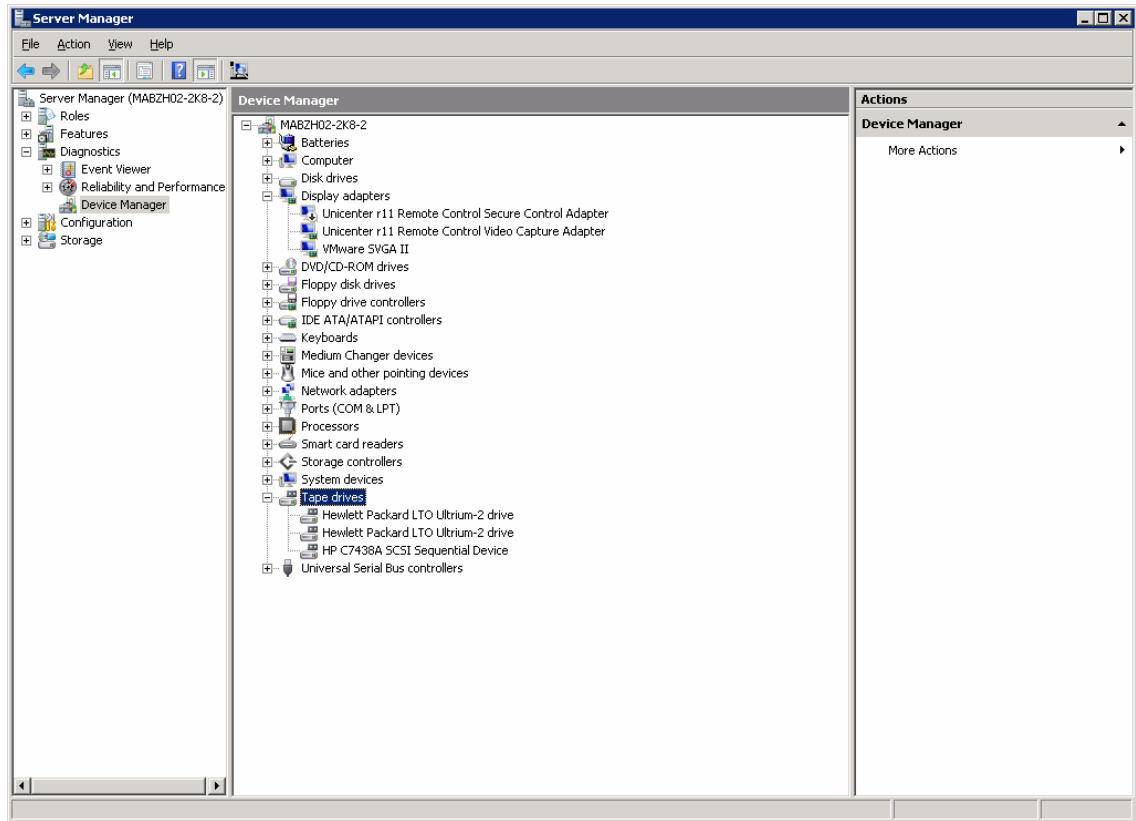 Server Manager
File Action View Help
Server Manager (MABZH02-2K8-2)
Roles
Features
Diagnostics
Event Viewer
Reliability and Performance
Device Manager
Configuration
Storage
Device Manager
MABZH02-2K8-2
Batteries
Computer
Disk drives
Display adapters
Unicenter r11 Remote Control Secure Control Adapter
Unicenter r11 Remote Control Video Capture Adapter
VMware SVGA II
DVD/CD-ROM drives
Floppy disk drives
Floppy drive controllers
IDE ATA/ATAPI controllers
Keyboards
Medium Changer devices
Mice and other pointing devices
Network adapters
Ports (COM & LPT)
Processors
Smart card readers
Storage controllers
System devices
Tape drives
Hewlett Packard LTO Ultrium-2 drive
Hewlett Packard LTO Ultrium-2 drive
HP C7438A SCSI Sequential Device
Universal Serial Bus controllers
Actions
Device Manager
More Actions